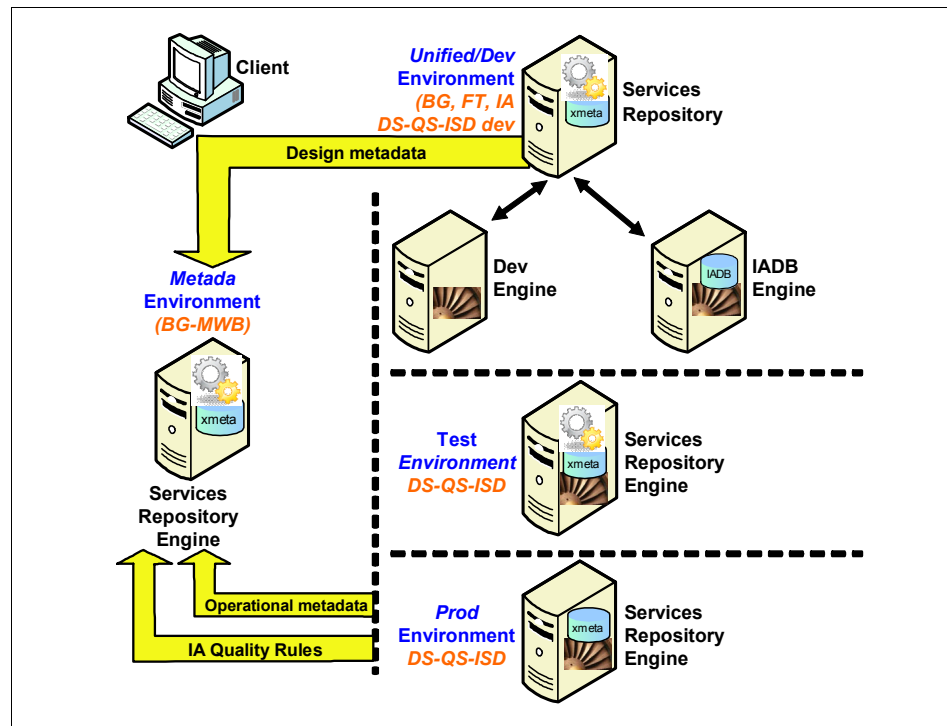 Client
Unified/Dev
Environment
(BG, FT, IA
DS-QS-ISD dev
xmeta
Services
Repository
Design metadata
Metada
Environment
(BG-MWB)
xmeta
Services
Repository
Engine
Dev
Engine
IADB
IADB
Engine
Test
Environment
DS-QS-ISD
xmeta
Services
Repository
Engine
Operational metadata
IA Quality Rules
Prod
Environment
DS-QS-ISD
xmeta
Services
Repository
Engine